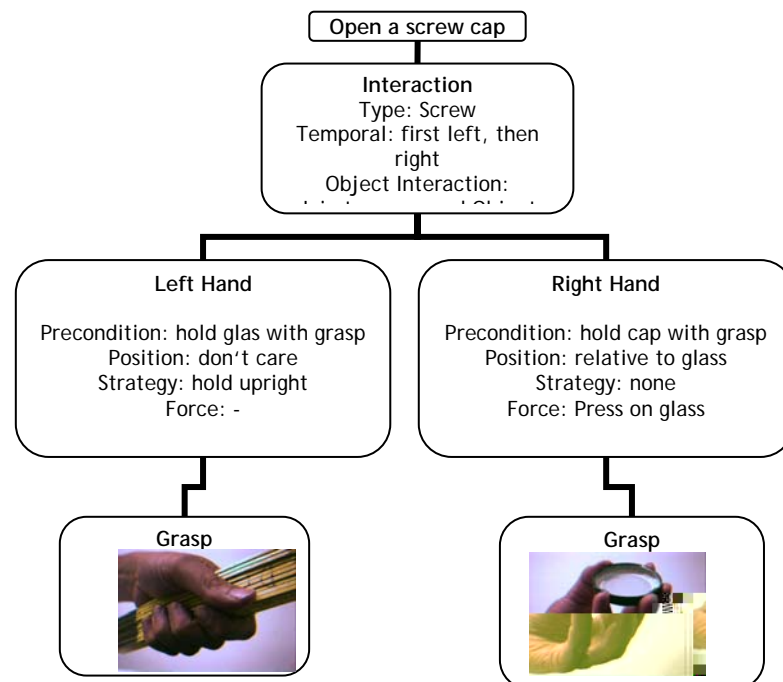 Open a screw cap
Interaction
Type: Screw
Temporal: first left, then
right
Object Interaction:
Left Hand
Precondition: hold glas with grasp
Position: don‘t care
Strategy: hold upright
Force: -
Right Hand
Precondition: hold cap with grasp
Position: relative to glass
Strategy: none
Force: Press on glass
Grasp
Grasp